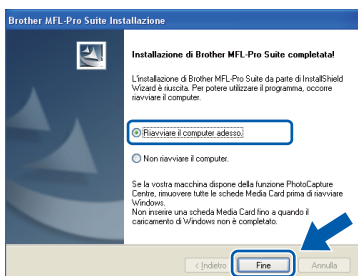 Brother MFL-Pro Suite Installazione
Installazione di Brother MFL-Pro Suite completata!
L'installazione di Brother MFL-Pro Suite da parte di InstallShield
Wizard è riuscita. Per potere utilizzare il programma, occorre
riavviare il computer.
Riavviare il computer adesso.
Non riavviare il computer.
Se la vostra macchina dispone della funzione PhotoCapture
Centre, rimuovere tutte le schede Media Card prima di riavviare
Windows.
Non inserire una scheda Media Card fino a quando il
caricamento di Windows non è completato.
< Indietro
Fine
Annulla